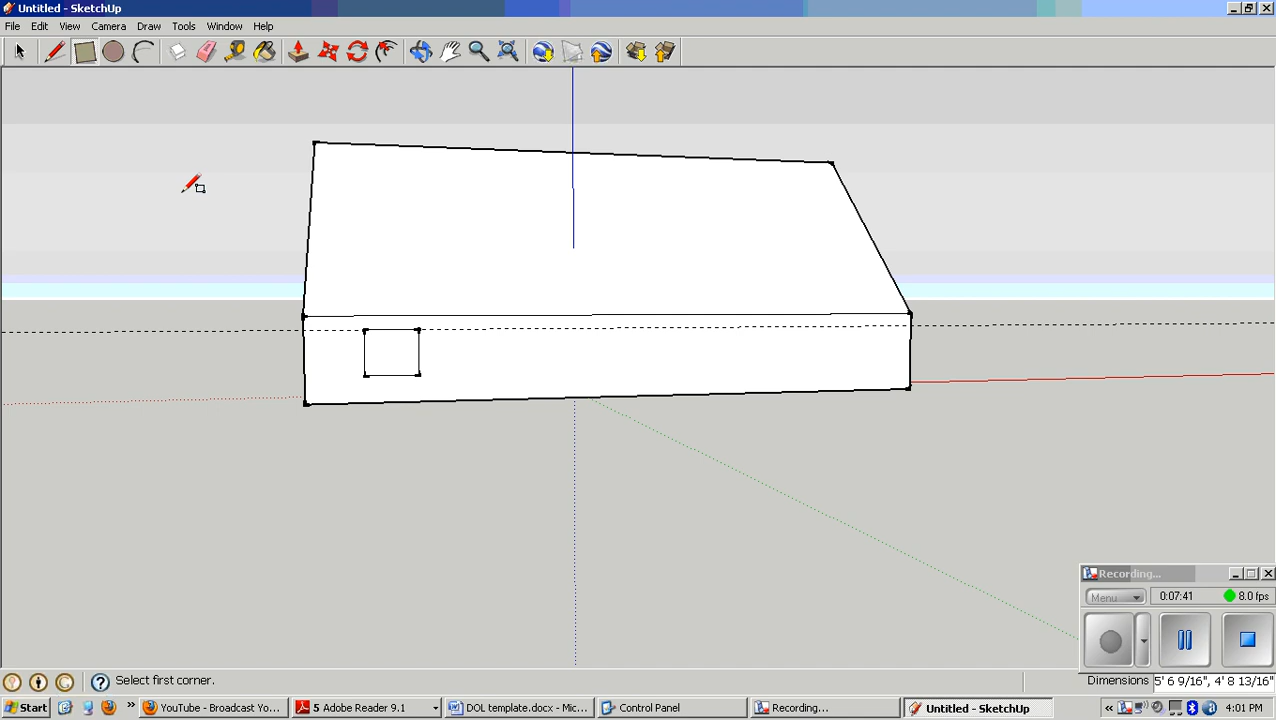 Untitled - SketchUp
File Edit View Camera Draw Tools Window Help
Recording...
Menu 0:07:41 8.0 fps
Select first corner.
Dimensions 5' 6 9/16", 4' 8 13/16"
Start YouTube - Broadcast Yo... 5 Adobe Reader 9.1 DOL template.docx - Mic... Control Panel Recording... Untitled - SketchUp 4:01 PM